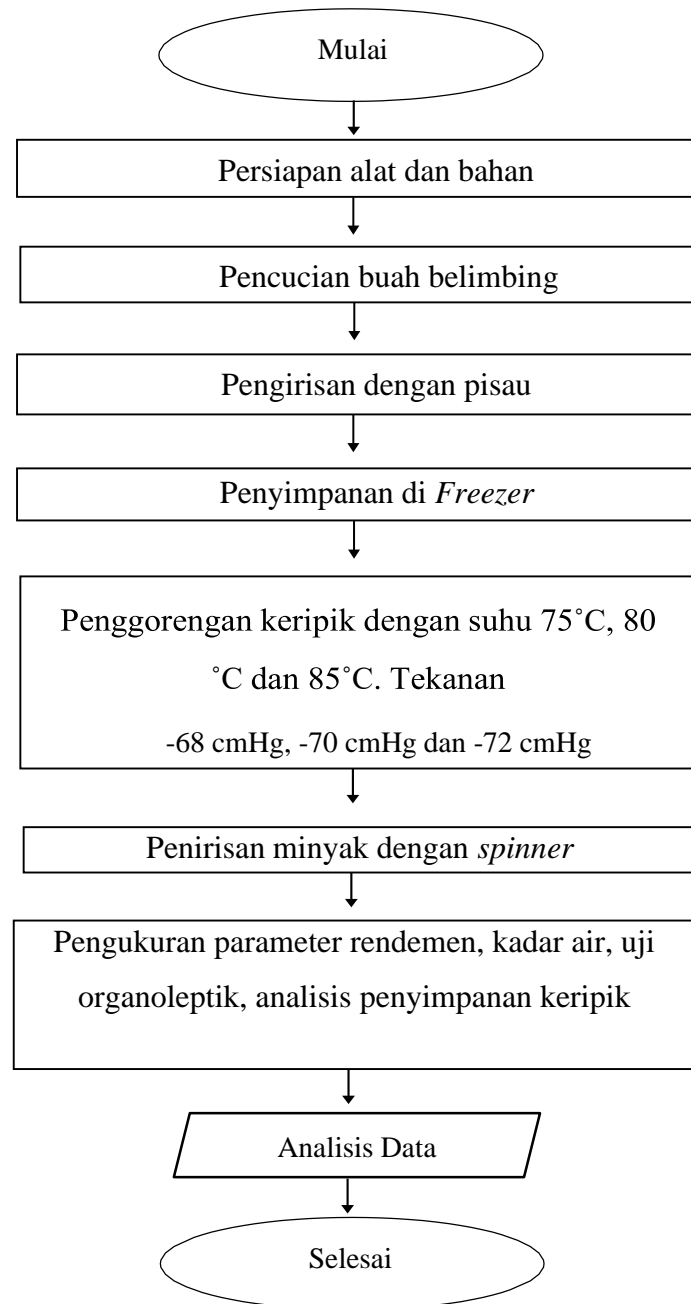 Mulai
Persiapan alat dan bahan
Pencucian buah belimbing
Pengirisan dengan pisau
Penyimpanan di Freezer
Penggorengan keripik dengan suhu 75˚C, 80
˚C dan 85˚C. Tekanan
-68 cmHg, -70 cmHg dan -72 cmHg
Penirisan minyak dengan spinner
Pengukuran parameter rendemen, kadar air, uji
organoleptik, analisis penyimpanan keripik
Analisis Data
Selesai